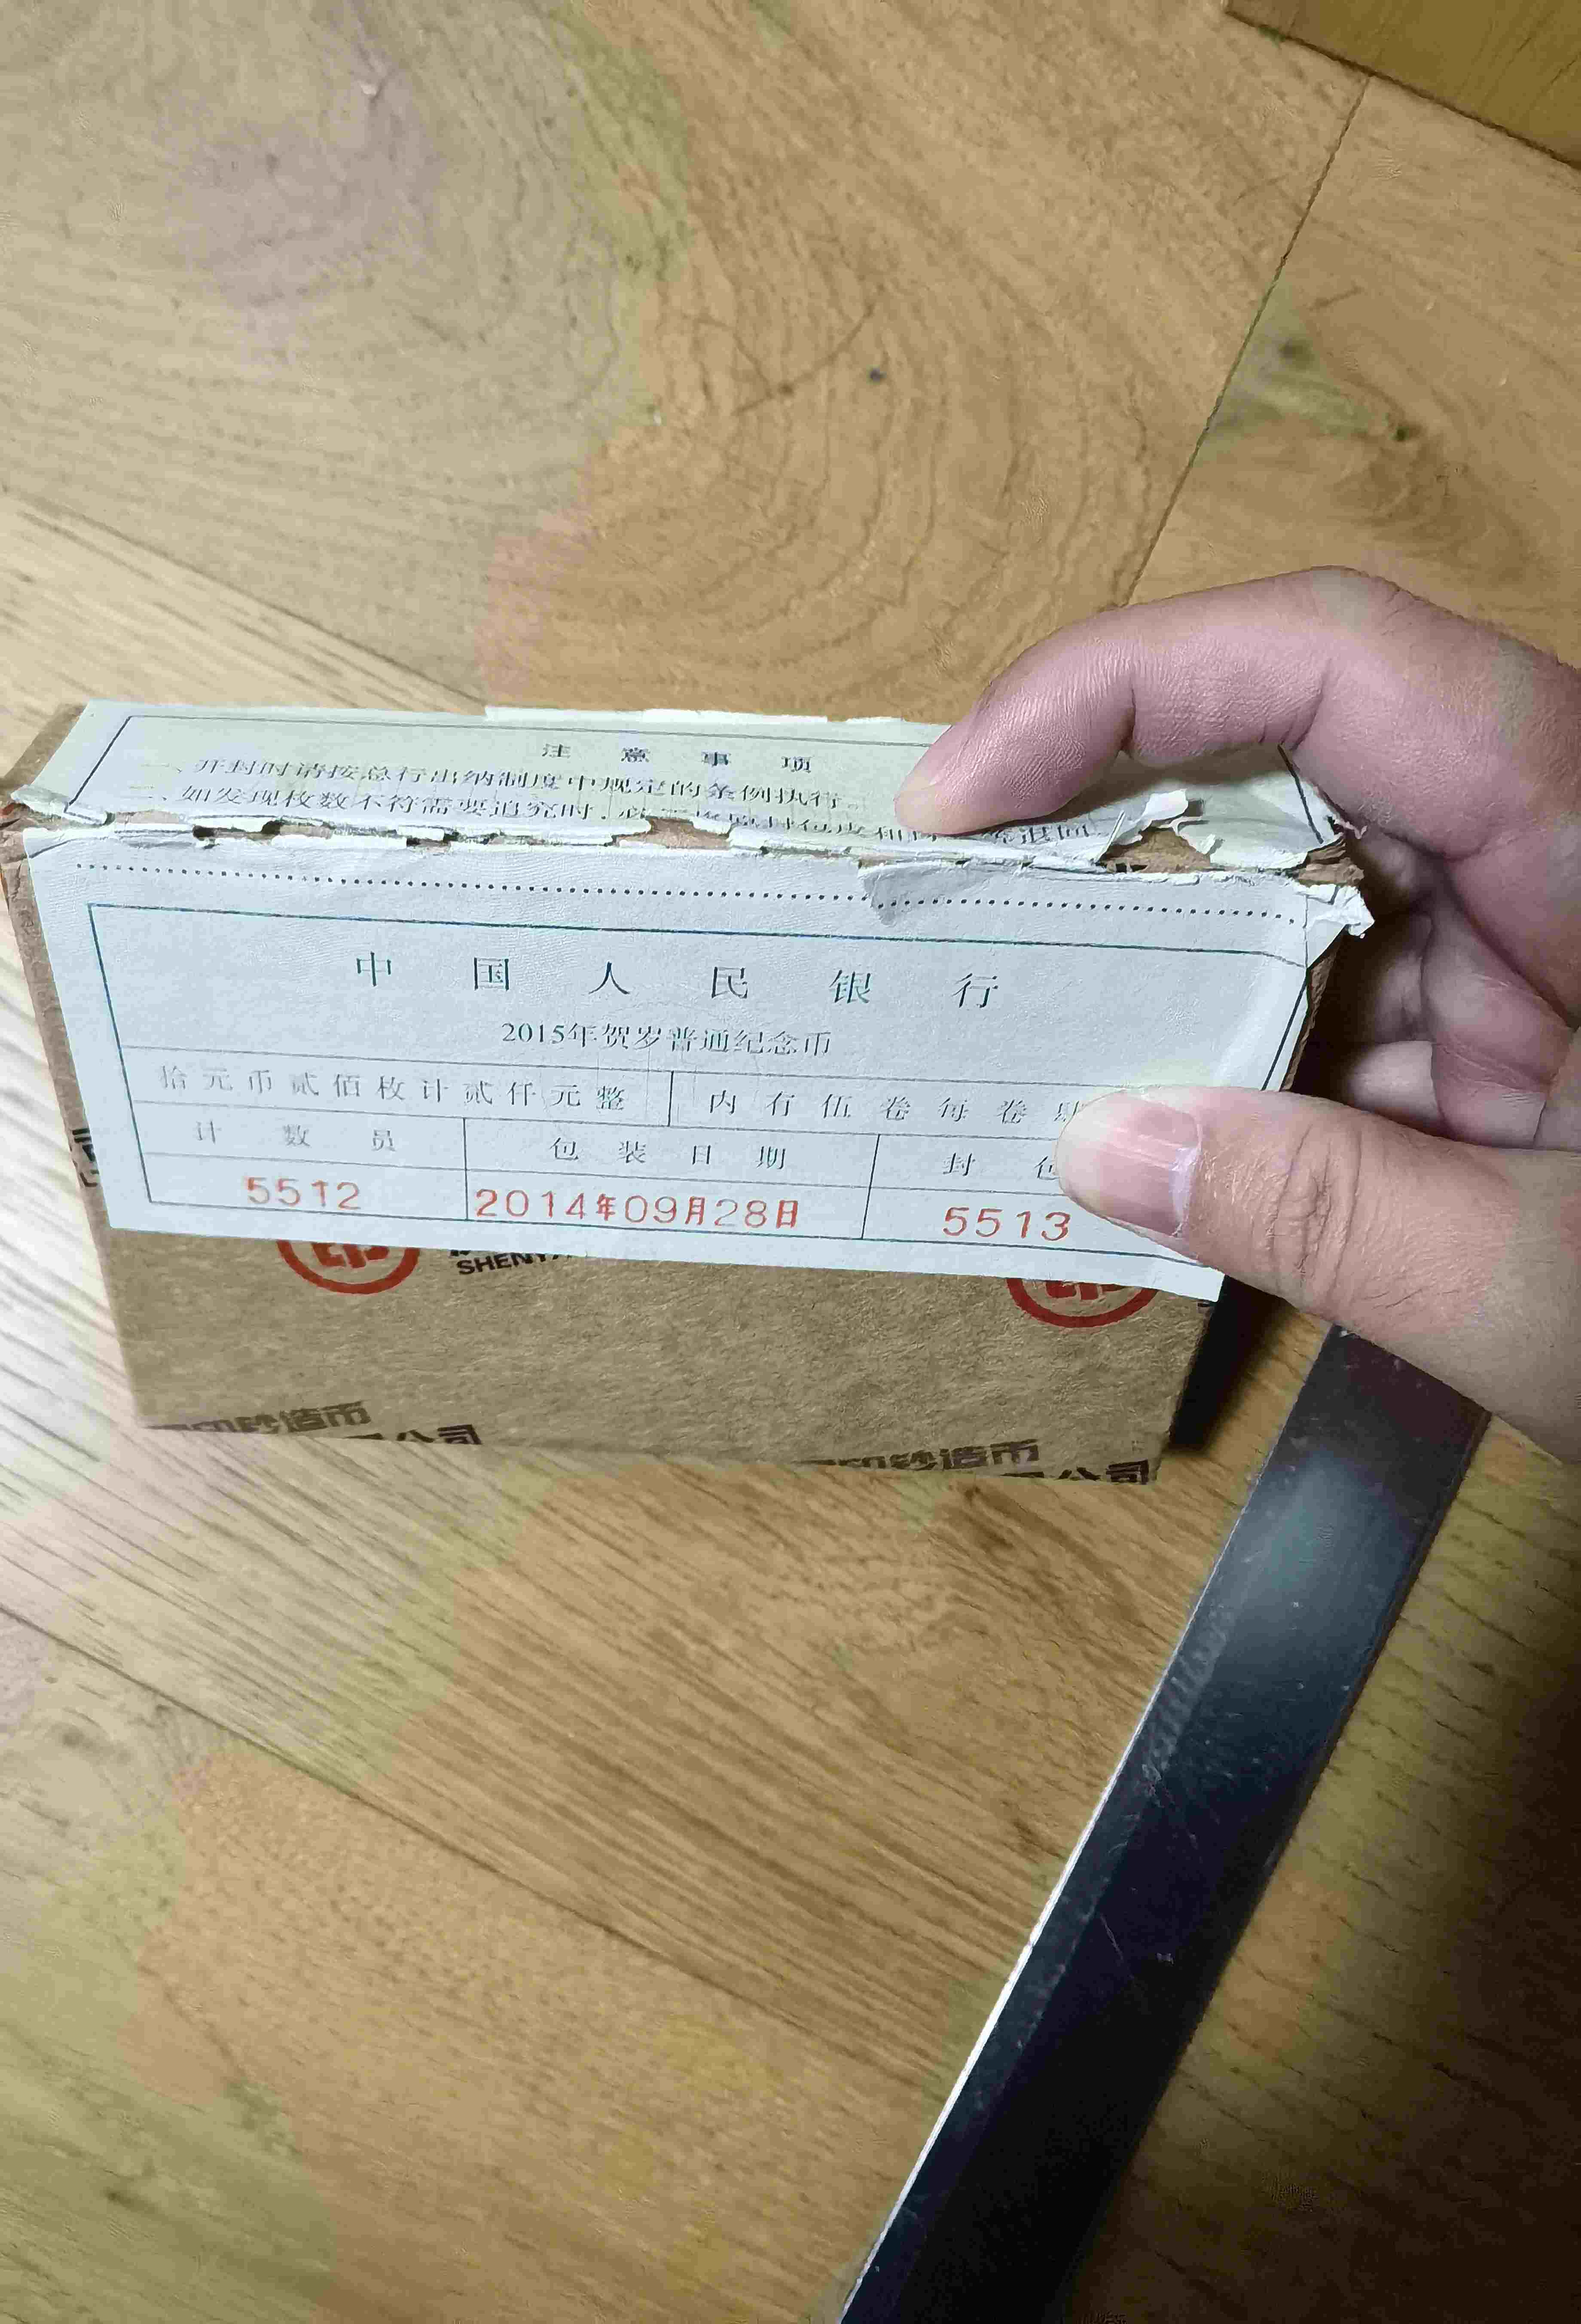 注意事项
一、开封时请按总行出纳制度中规定的条例执行
二、如发现枚数不符需要追究时,必
退回
中国人民银行
2015年贺岁普通纪念币
拾元币贰佰枚计贰仟元整 内有伍卷每卷
计数员 包装日期 封
5512 2014年09月28日 5513
SHENY
印钞造币
公司
印钞造币
公司